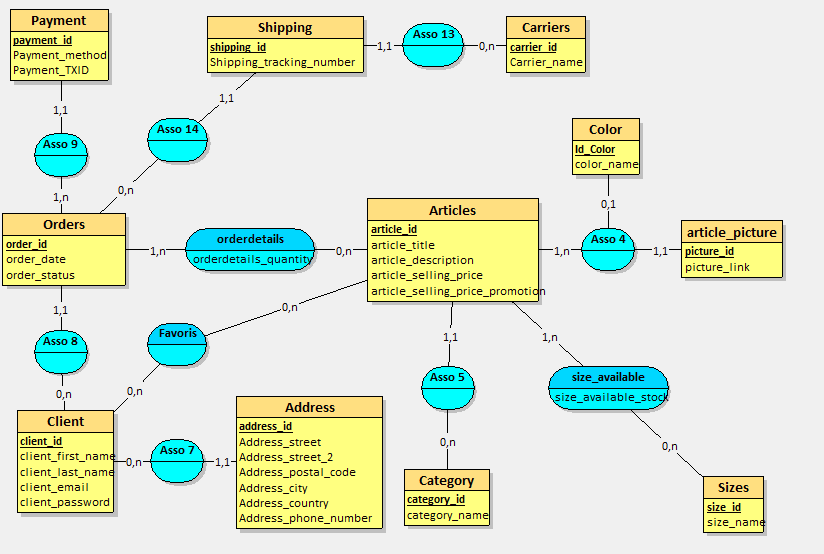 Payment
payment_id
Payment_method
Payment_TXID
Shipping
shipping_id
Shipping_tracking_number
1,1
Asso 13
0,n
Carriers
carrier_id
Carrier_name
1,1
1,1
Asso 9
Asso 14
1,n
0,n
Color
Id_Color
color_name
0,1
Orders
order_id
order_date
order_status
1,n
orderdetails
orderdetails_quantity
0,n
Articles
article_id
article_title
article_description
article_selling_price
article_selling_price_promotion
1,n
Asso 4
1,1
article_picture
picture_id
picture_link
1,1
Asso 8
0,n
0,n
Favoris
0,n
1,1
Asso 5
0,n
1,n
size_available
size_available_stock
0,n
Client
client_id
client_first_name
client_last_name
client_email
client_password
0,n
Asso 7
1,1
Address
address_id
Address_street
Address_street_2
Address_postal_code
Address_city
Address_country
Address_phone_number
Category
category_id
category_name
Sizes
size_id
size_name